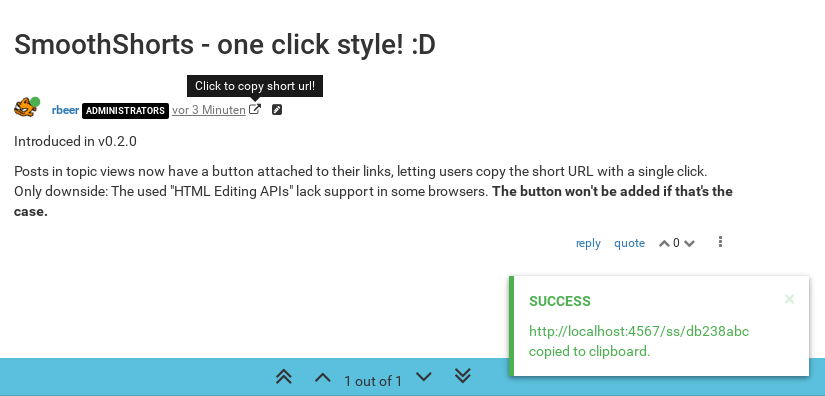 SmoothShorts - one click style! :D
Click to copy short url!
rbeer ADMINISTRATORS vor 3 Minuten
Introduced in v0.2.0
Posts in topic views now have a button attached to their links, letting users copy the short URL with a single click.
Only downside: The used "HTML Editing APIs" lack support in some browsers. The button won't be added if that's the
case.
reply quote 0
SUCCESS ×
http://localhost:4567/ss/db238abc
copied to clipboard.
1 out of 1